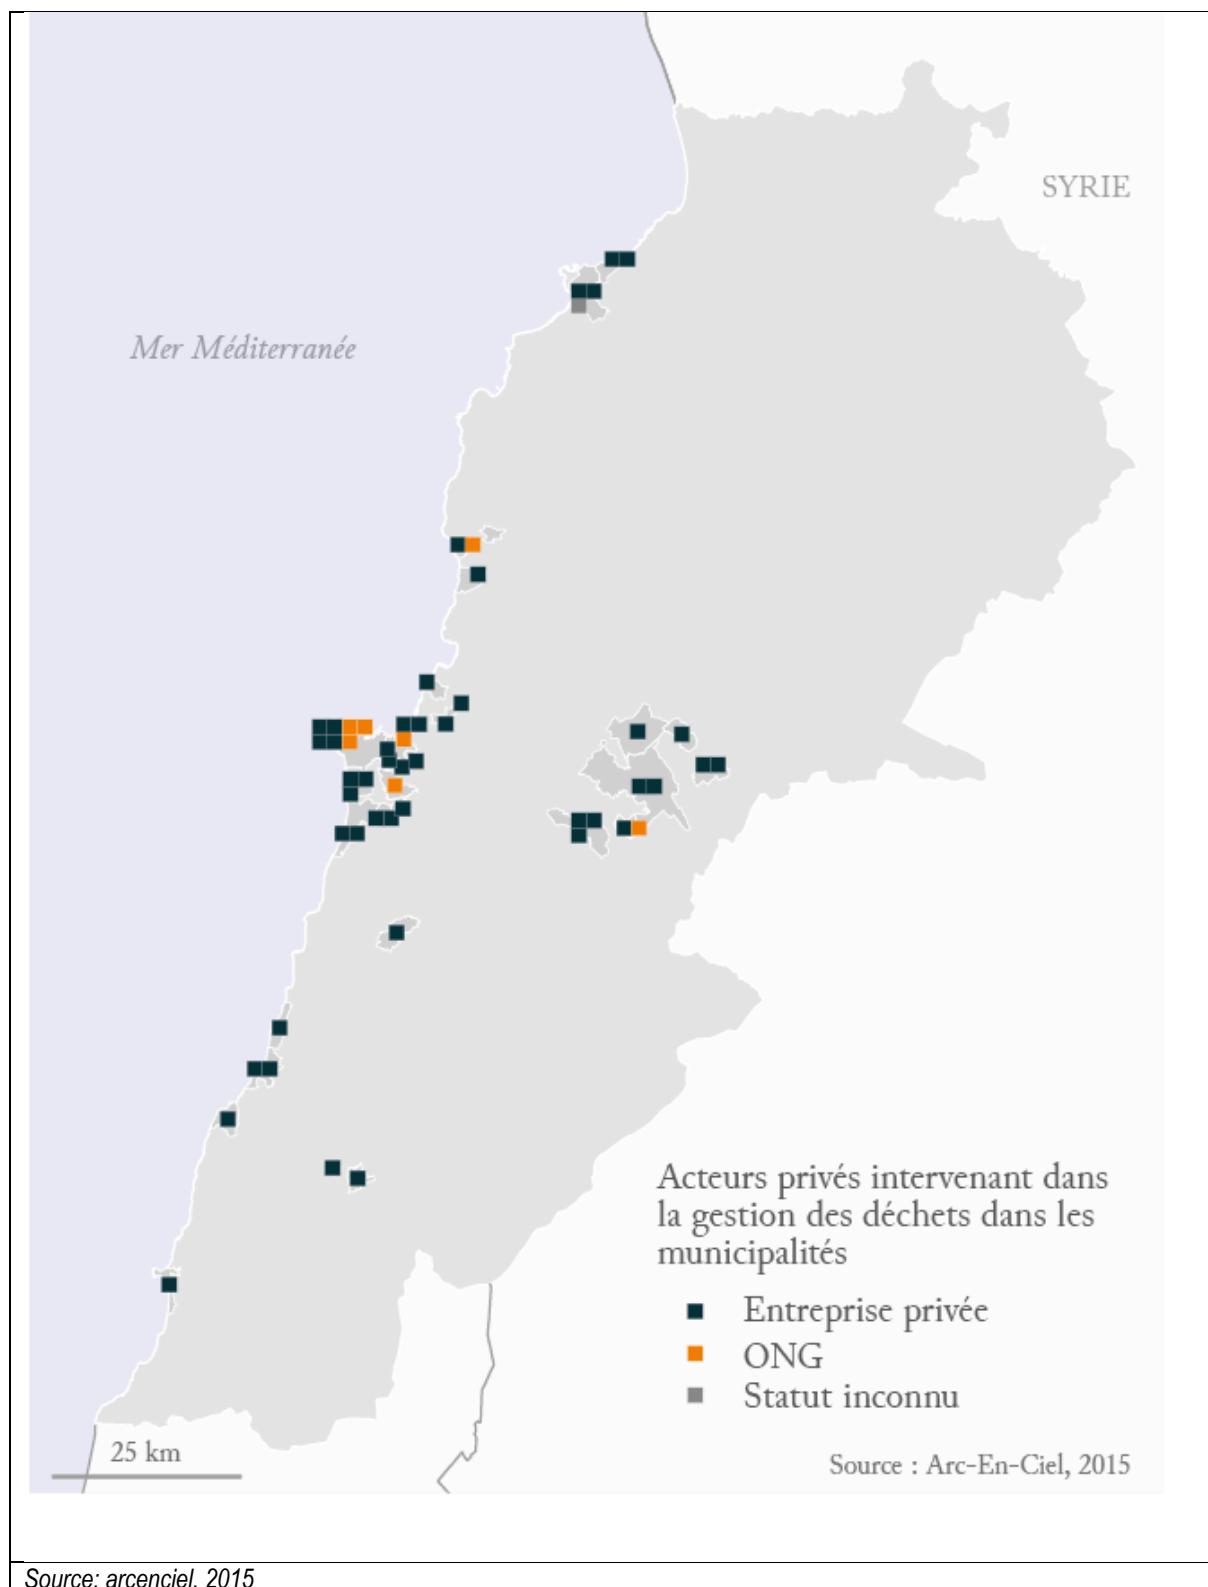 SYRIE
Mer Méditerranée
Acteurs privés intervenant dans
la gestion des déchets dans les
municipalités
Entreprise privée
ONG
Statut inconnu
25 km
Source : Arc-En-Ciel, 2015
Source: arcenciel, 2015